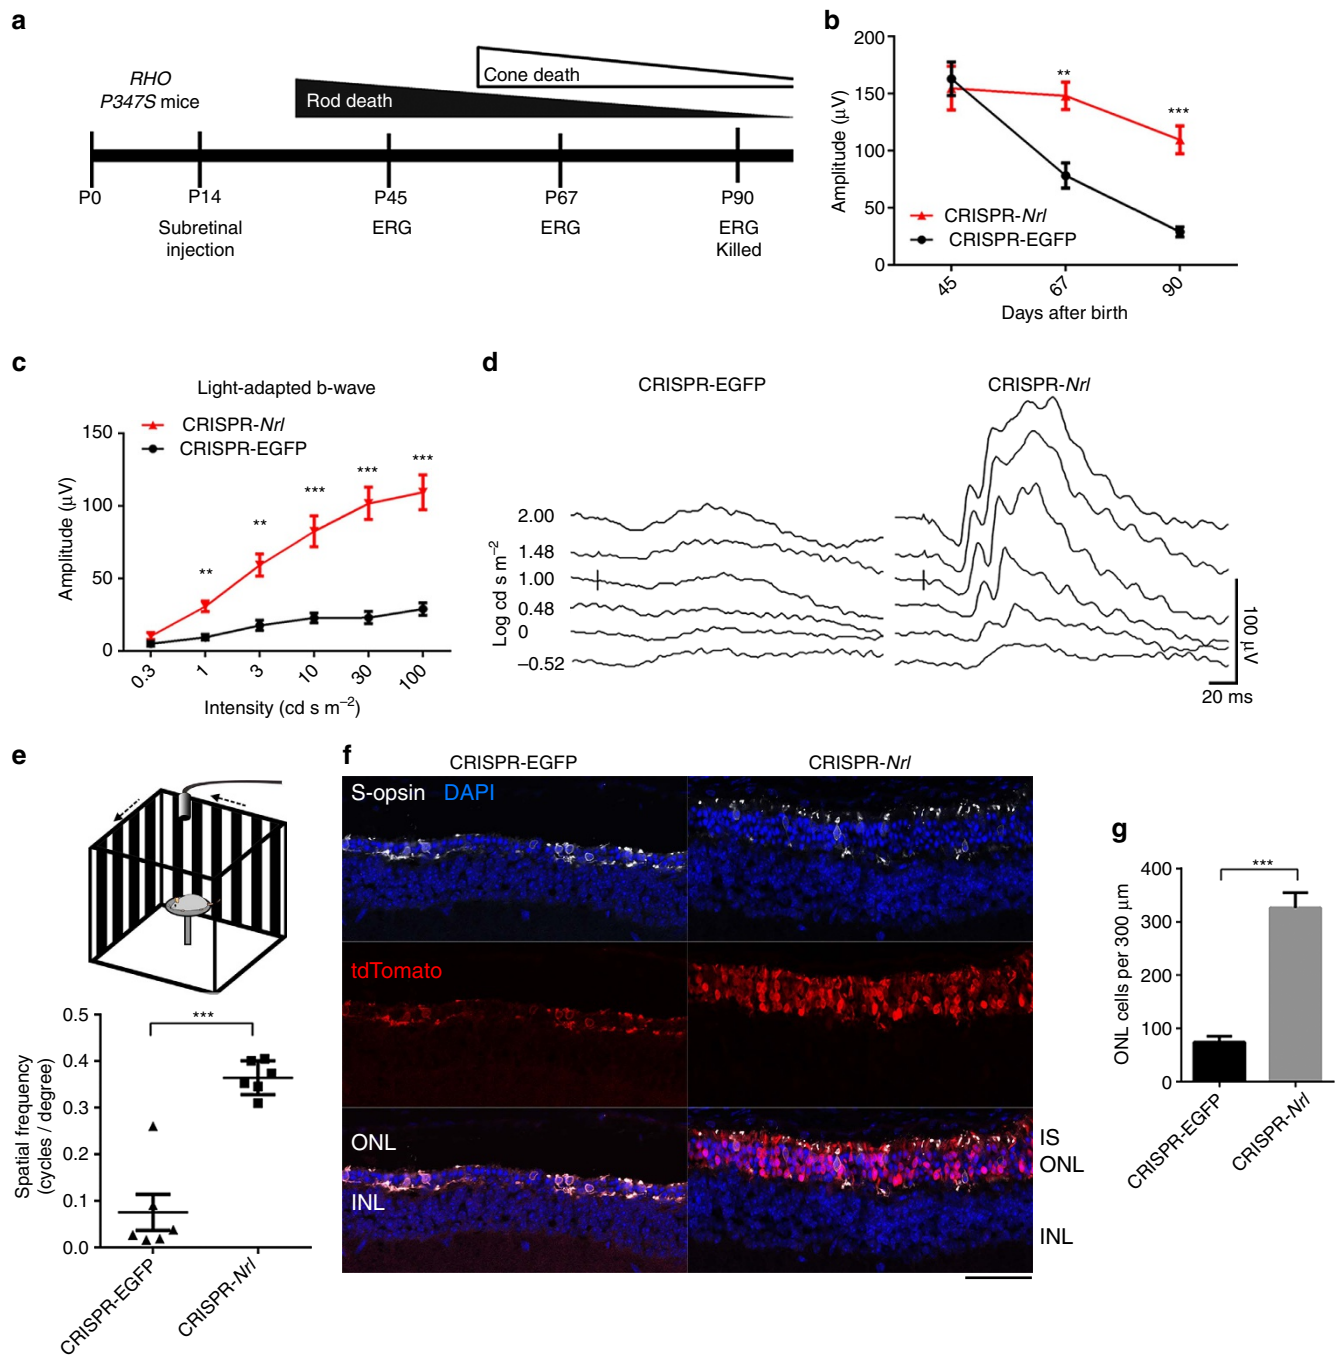 a
RHO
P347S mice
Cone death
Rod death
P0
P14
P45
P67
P90
Subretinal
injection
ERG
ERG
ERG
Killed
b
200
150
100
50
0
Amplitude (μV)
**
***
CRISPR-Nrl
CRISPR-EGFP
45
67
90
Days after birth
c
Light-adapted b-wave
CRISPR-Nrl
CRISPR-EGFP
150
100
50
0
Amplitude (μV)
**
**
***
***
***
0.3
1
3
10
30
100
Intensity (cd s m−2)
d
CRISPR-EGFP
CRISPR-Nrl
Log cd s m−2
2.00
1.48
1.00
0.48
0
−0.52
100 μV
20 ms
e
0.5
0.4
0.3
0.2
0.1
0.0
Spatial frequency
(cycles / degree)
***
CRISPR-EGFP
CRISPR-Nrl
f
CRISPR-EGFP
CRISPR-Nrl
S-opsin DAPI
tdTomato
ONL
INL
IS
ONL
INL
g
400
300
200
100
0
ONL cells per 300 μm
***
CRISPR-EGFP
CRISPR-Nrl